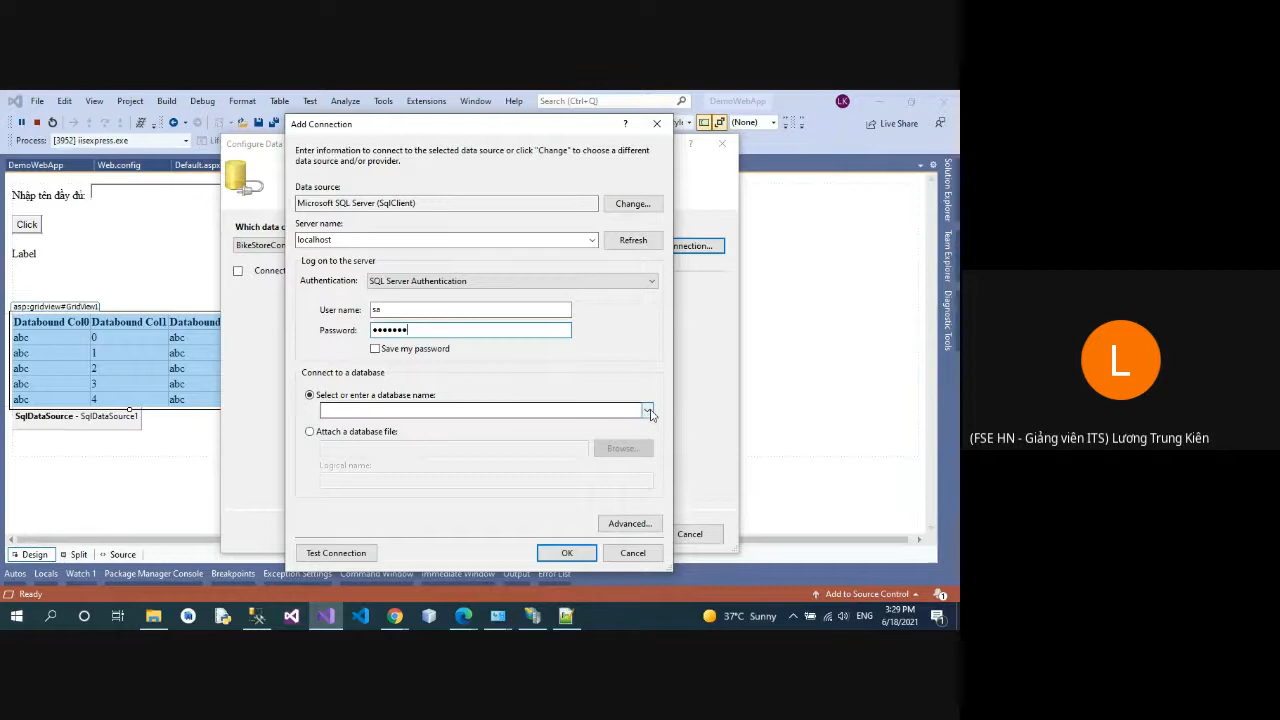 File Edit View Project Build Debug Format Table Test Analyze Tools Extensions Window Help Search (Ctrl+Q) DemoWebApp LK
(None) Live Share
Process: [3952] iisexpress.exe
DemoWebApp Web.config Default.aspx
Nhập tên đầy đủ:
Click
Label
asp:gridview#GridView1
Databound Col0 Databound Col1 Databound
abc 0 abc
abc 1 abc
abc 2 abc
abc 3 abc
abc 4 abc
SqlDataSource - SqlDataSource1
Configure Data
Which data c
BikeStoreCon
Connect
nnection...
Cancel
Add Connection
Enter information to connect to the selected data source or click "Change" to choose a different
data source and/or provider.
Data source:
Microsoft SQL Server (SqlClient) Change...
Server name:
localhost Refresh
Log on to the server
Authentication: SQL Server Authentication
User name: sa
Password: •••••••
Save my password
Connect to a database
Select or enter a database name:
Attach a database file:
Browse...
Logical name:
Advanced...
Test Connection OK Cancel
Solution Explorer
Team Explorer
Diagnostic Tools
Design Split Source
Autos Locals Watch 1 Package Manager Console Breakpoints Exception Settings Command Window Immediate Window Output Error List
Ready Add to Source Control 1
37°C Sunny ENG 3:29 PM
6/18/2021
L
(FSE HN - Giảng viên ITS) Lương Trung Kiên